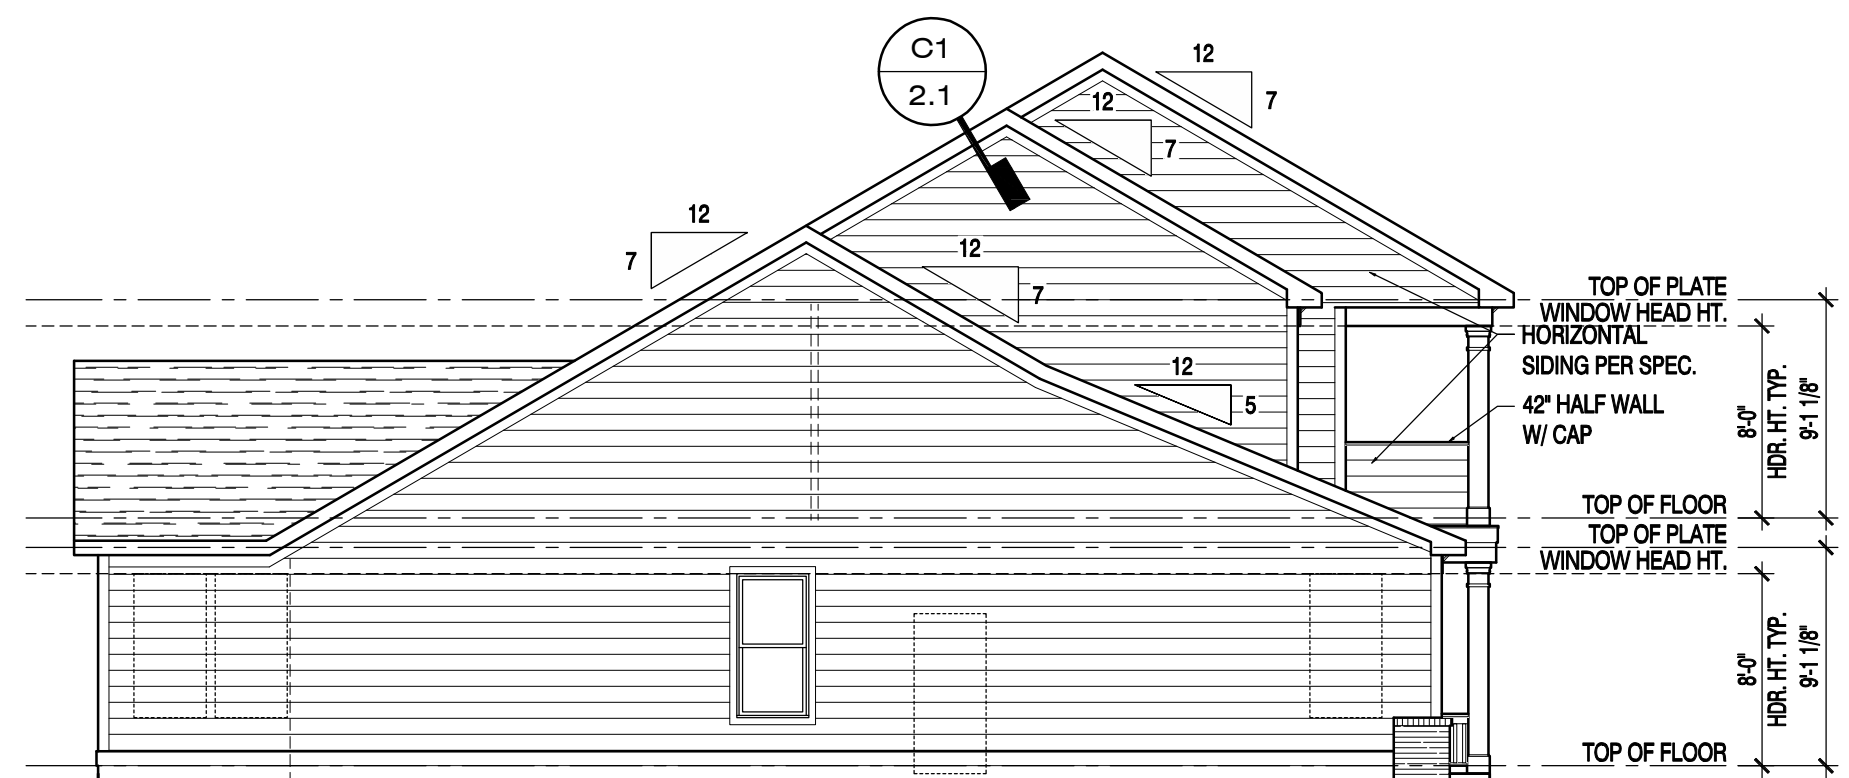 C1
2.1
12
7
12
7
12
7
12
7
12
5
TOP OF PLATE
WINDOW HEAD HT.
HORIZONTAL
SIDING PER SPEC.
42" HALF WALL
W/ CAP
TOP OF FLOOR
TOP OF PLATE
WINDOW HEAD HT.
TOP OF FLOOR
8'-0"
HDR. HT. TYP.
9'-1 1/8"
8'-0"
HDR. HT. TYP.
9'-1 1/8"